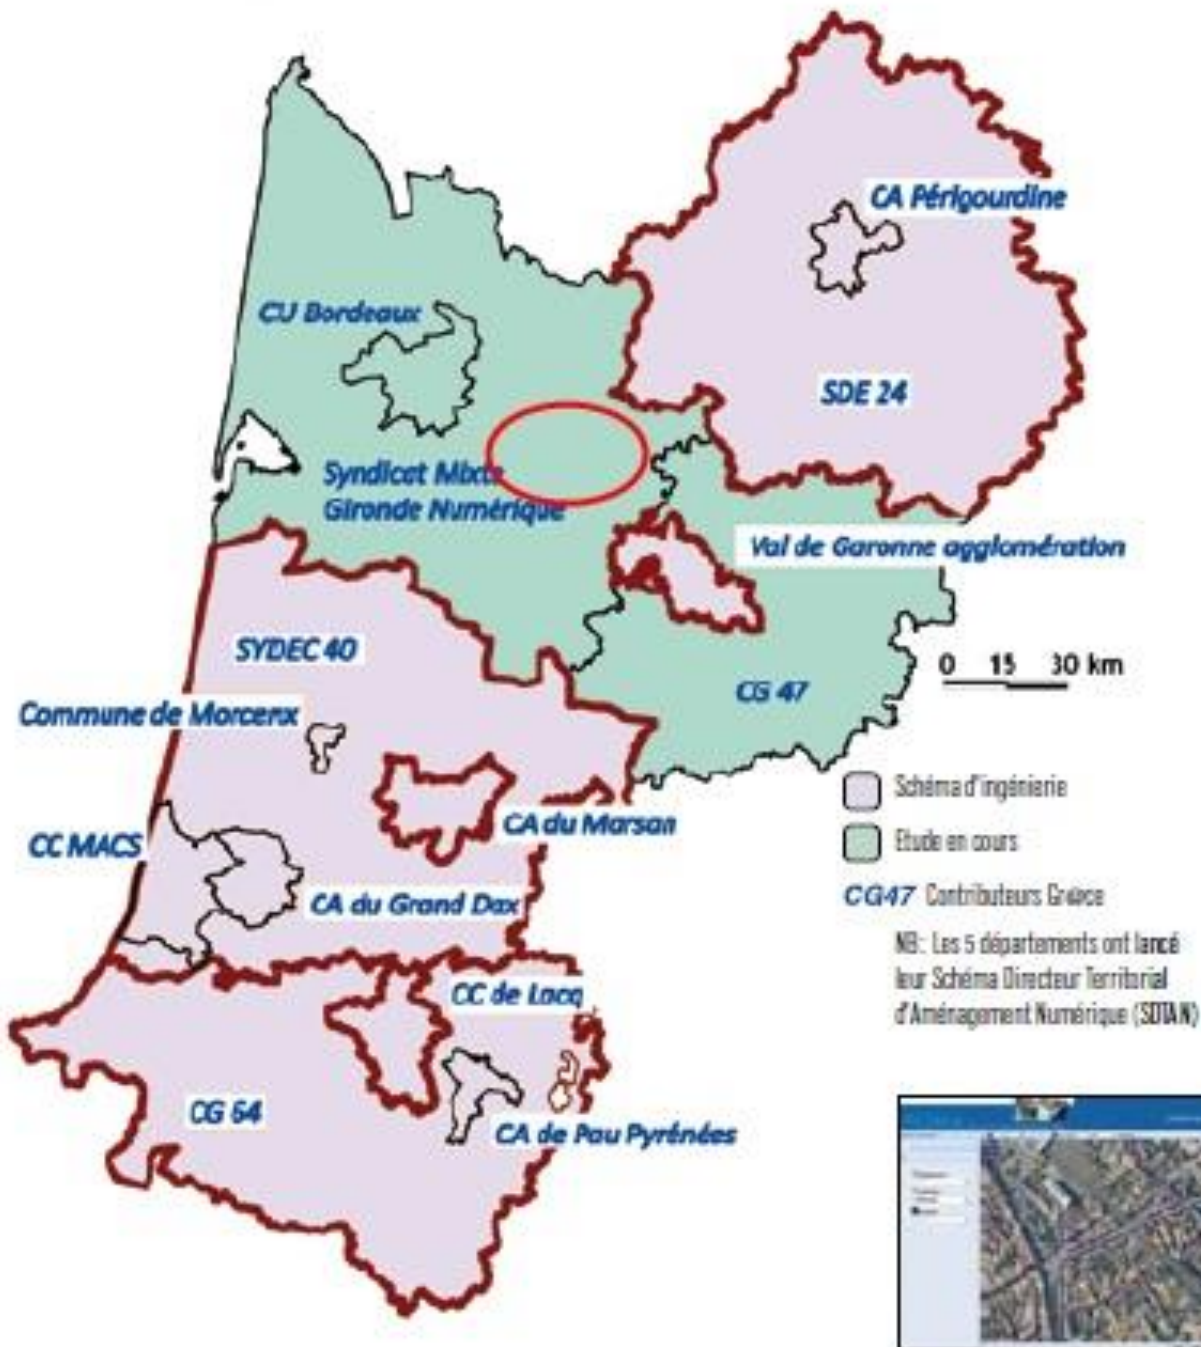 CA Périgourdine
CU Bordeaux
SDE 24
Syndicat Mixte
Gironde Numérique
Val de Garonne agglomération
SYDEC 40
0 15 30 km
CG 47
Commune de Morcenx
Schéma d'ingénierie
CA du Marsan
CC MACS
Etude en cours
CA du Grand Dax
CG47 Contributeurs Grèce
NB: Les 5 départements ont lancé
leur Schéma Directeur Territorial
d'Aménagement Numérique (SDTAN)
CC de Lacq
CG 64
CA de Pau Pyrénées